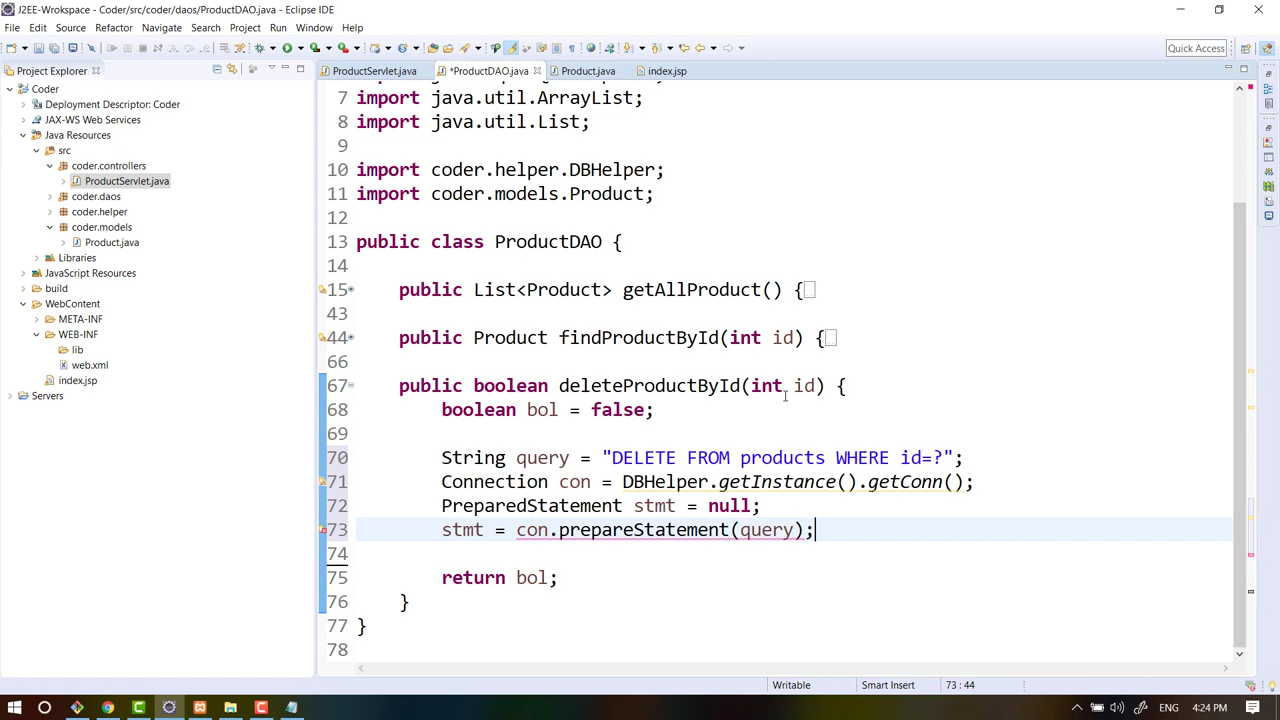 J2EE-Wrokspace - Coder/src/coder/daos/ProductDAO.java - Eclipse IDE
File Edit Source Refactor Navigate Search Project Run Window Help
Quick Access
Project Explorer
ProductServlet.java
*ProductDAO.java
Product.java
index.jsp
Coder
Deployment Descriptor: Coder
JAX-WS Web Services
Java Resources
src
coder.controllers
ProductServlet.java
coder.daos
coder.helper
coder.models
Product.java
Libraries
JavaScript Resources
build
WebContent
META-INF
WEB-INF
lib
web.xml
index.jsp
Servers
7 import java.util.ArrayList;
8 import java.util.List;
9
10 import coder.helper.DBHelper;
11 import coder.models.Product;
12
13 public class ProductDAO {
14
15 public List<Product> getAllProduct() {
43
44 public Product findProductById(int id) {
66
67 public boolean deleteProductById(int id) {
68 boolean bol = false;
69
70 String query = "DELETE FROM products WHERE id=?";
71 Connection con = DBHelper.getInstance().getConn();
72 PreparedStatement stmt = null;
73 stmt = con.prepareStatement(query);
74
75 return bol;
76 }
77 }
78
Writable
Smart Insert
73 : 44
ENG
4:24 PM